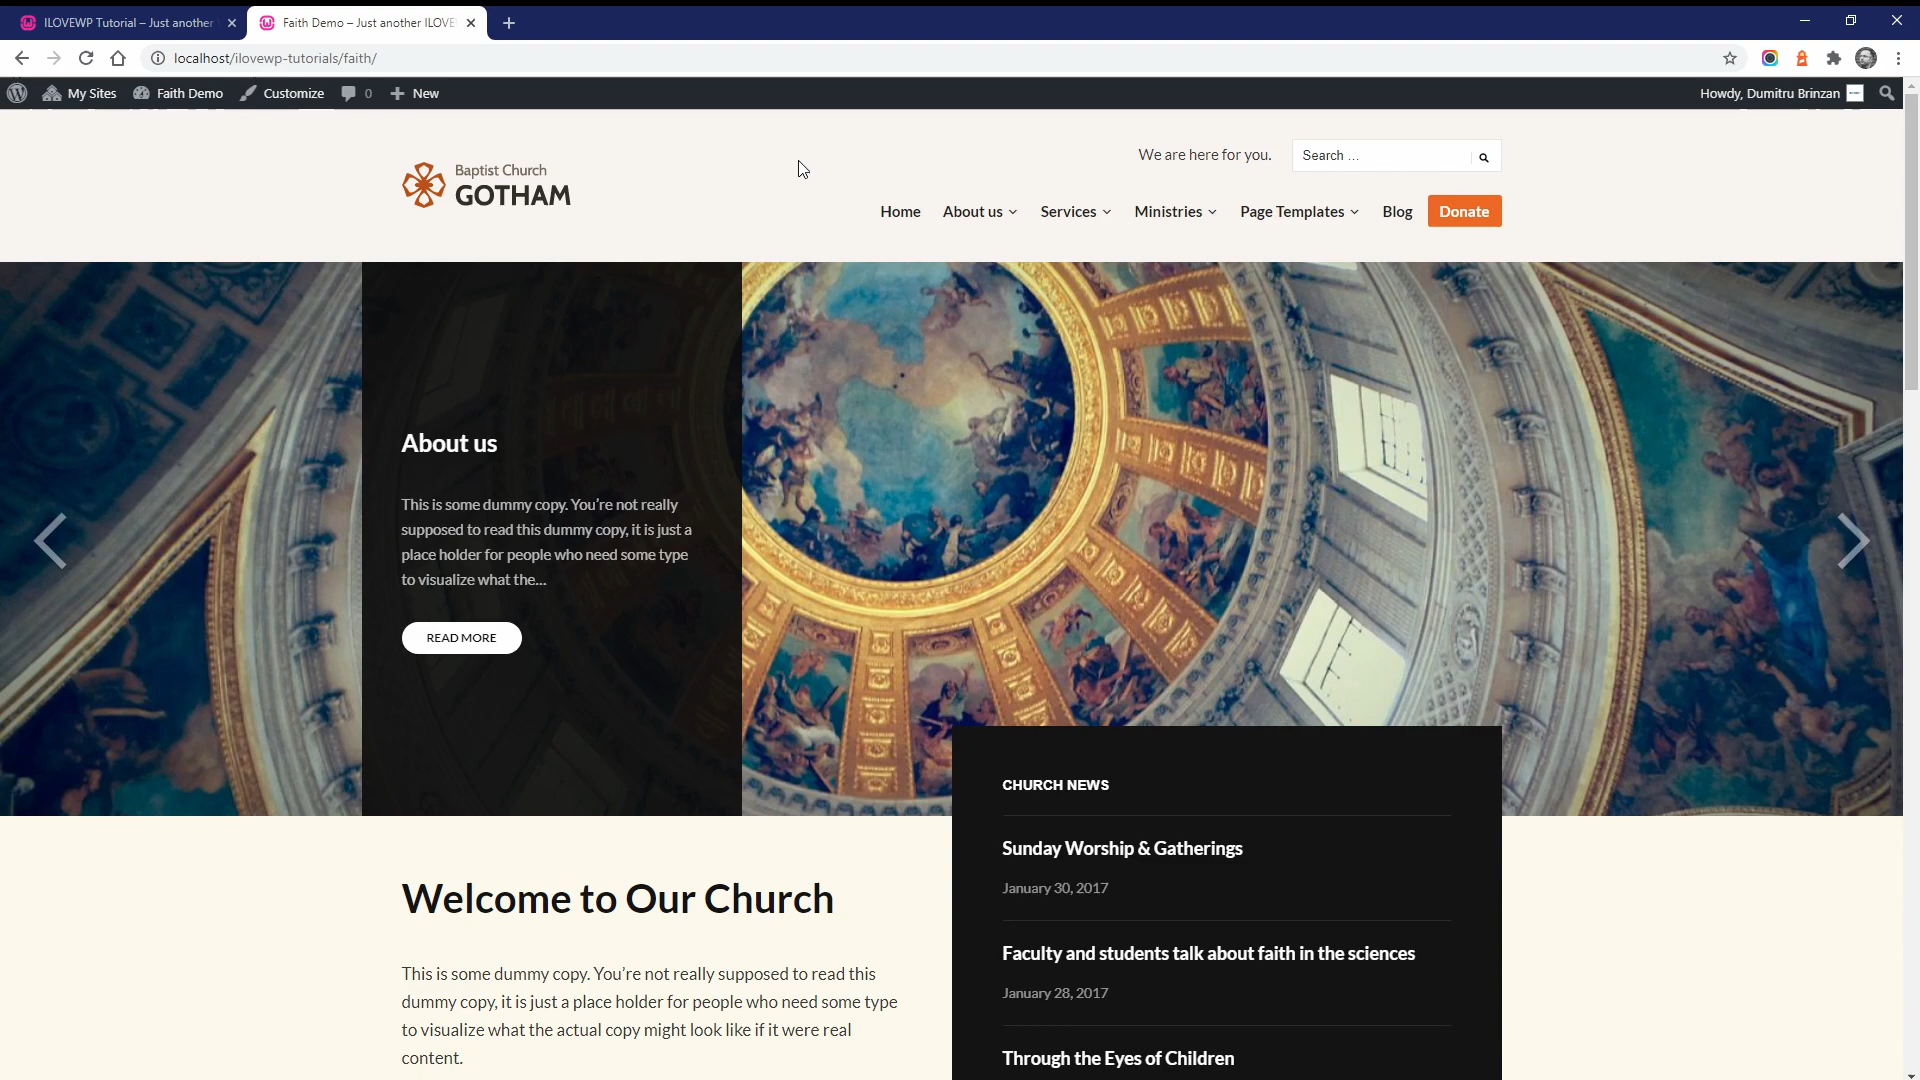 ILOVEWP Tutorial – Just another
Faith Demo – Just another ILOVE
localhost/ilovewp-tutorials/faith/
My Sites
Faith Demo
Customize
0
New
Howdy, Dumitru Brinzan
Baptist Church
GOTHAM
We are here for you.
Search …
Home
About us
Services
Ministries
Page Templates
Blog
Donate
About us
This is some dummy copy. You’re not really
supposed to read this dummy copy, it is just a
place holder for people who need some type
to visualize what the...
READ MORE
CHURCH NEWS
Sunday Worship & Gatherings
January 30, 2017
Faculty and students talk about faith in the sciences
January 28, 2017
Through the Eyes of Children
Welcome to Our Church
This is some dummy copy. You’re not really supposed to read this
dummy copy, it is just a place holder for people who need some type
to visualize what the actual copy might look like if it were real
content.